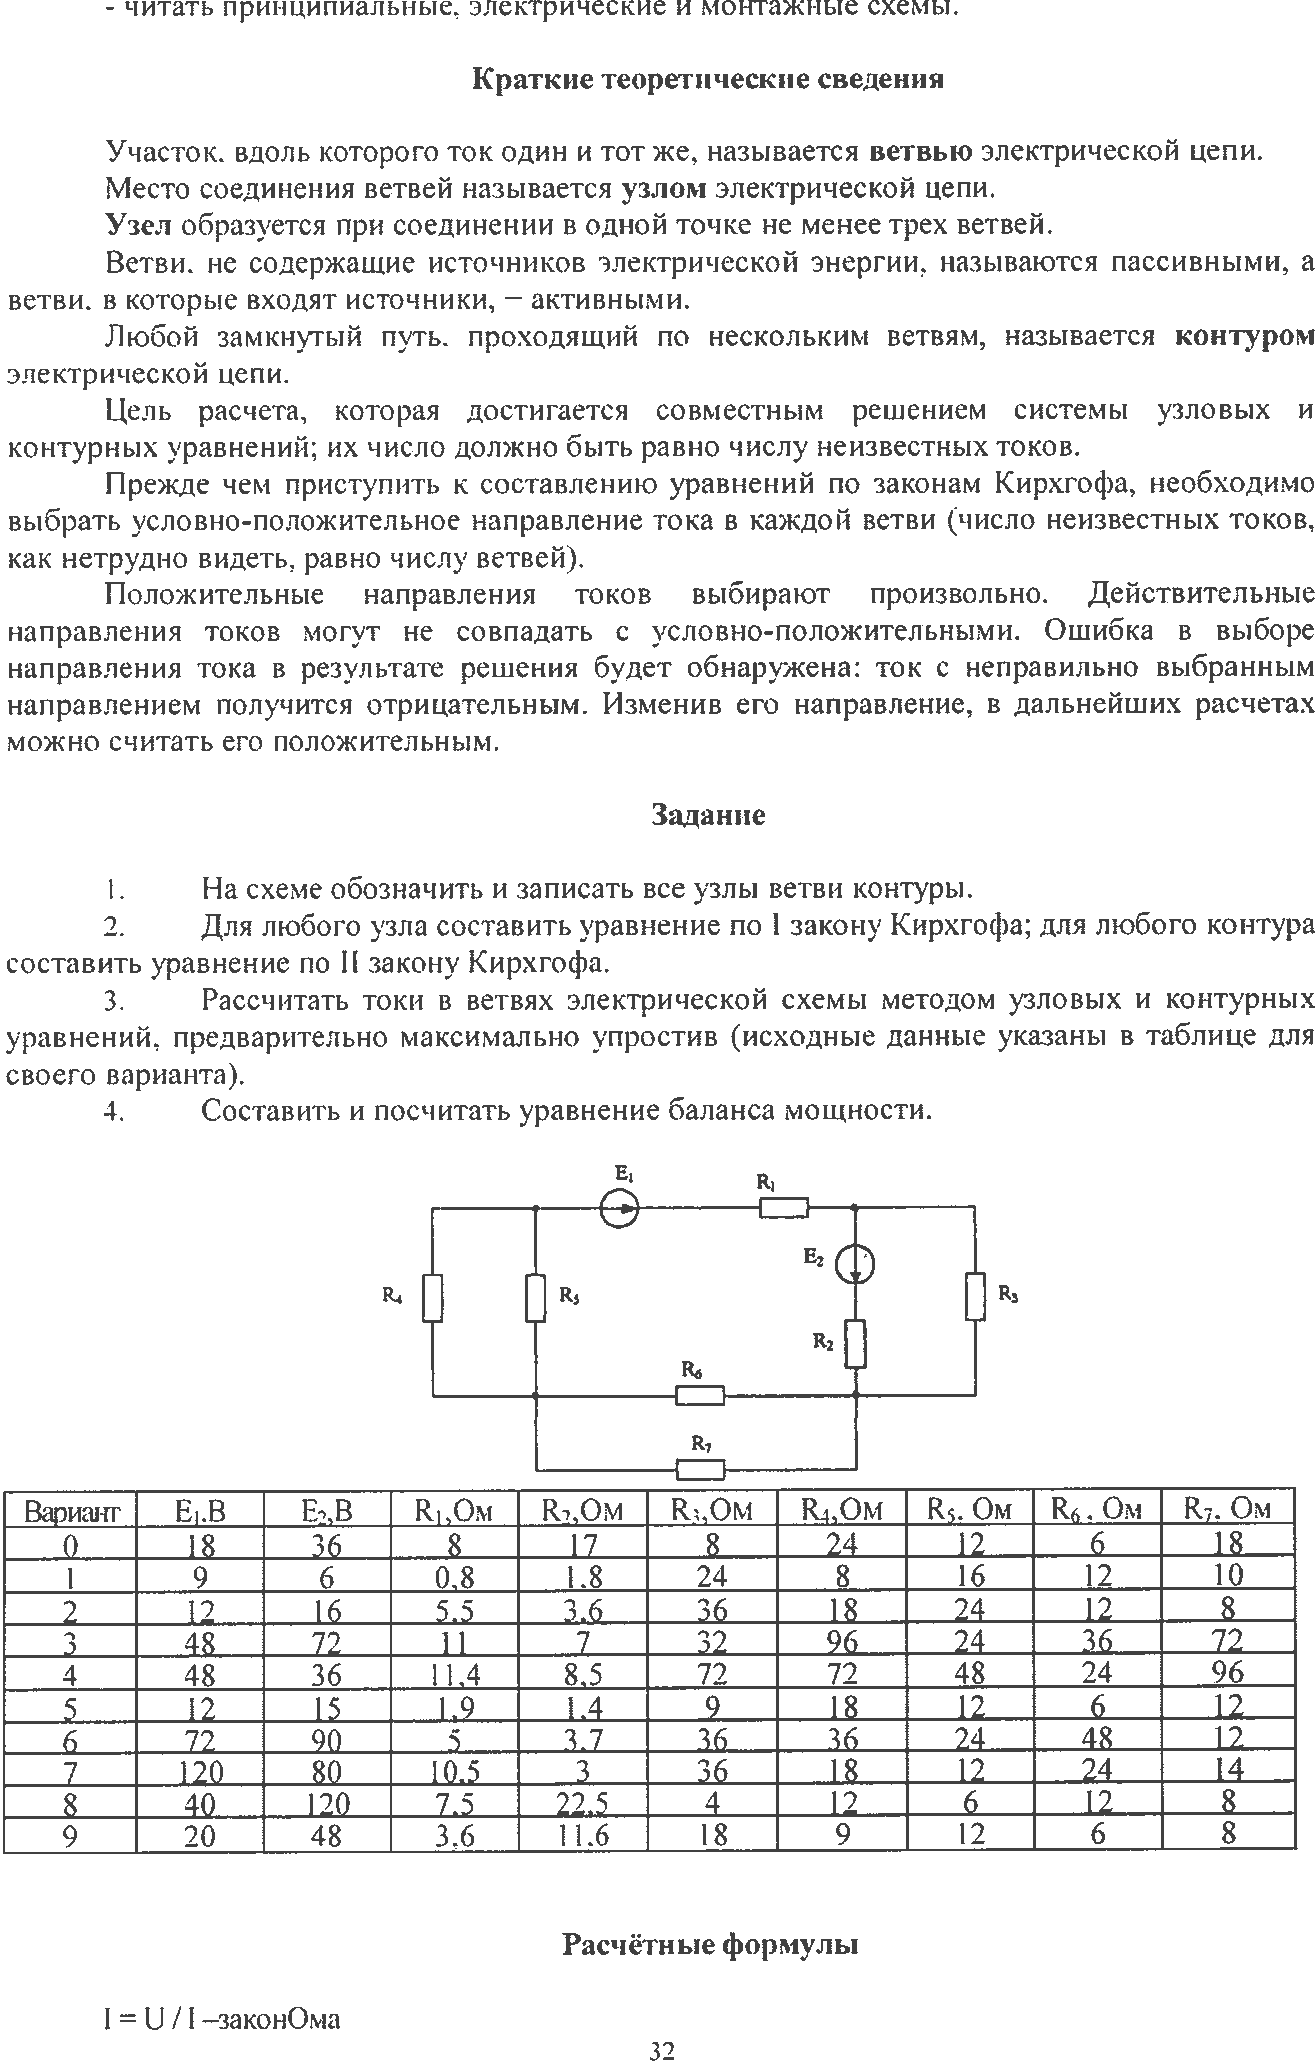 - читать принципиальные, электрические и монтажные схемы.
Краткие теоретические сведения
Участок, вдоль которого ток один и тот же, называется ветвью электрической цепи.
Место соединения ветвей называется узлом электрической цепи.
Узел образуется при соединении в одной точке не менее трех ветвей.
Ветви, не содержащие источников электрической энергии, называются пассивными, а
ветви, в которые входят источники, – активными.
Любой замкнутый путь, проходящий по нескольким ветвям, называется контуром
электрической цепи.
Цель расчета, которая достигается совместным решением системы узловых и
контурных уравнений; их число должно быть равно числу неизвестных токов.
Прежде чем приступить к составлению уравнений по законам Кирхгофа, необходимо
выбрать условно-положительное направление тока в каждой ветви (число неизвестных токов,
как нетрудно видеть, равно числу ветвей).
Положительные направления токов выбирают произвольно. Действительные
направления токов могут не совпадать с условно-положительными. Ошибка в выборе
направления тока в результате решения будет обнаружена: ток с неправильно выбранным
направлением получится отрицательным. Изменив его направление, в дальнейших расчетах
можно считать его положительным.
Задание
1. На схеме обозначить и записать все узлы ветви контуры.
2. Для любого узла составить уравнение по I закону Кирхгофа; для любого контура
составить уравнение по II закону Кирхгофа.
3. Рассчитать токи в ветвях электрической схемы методом узловых и контурных
уравнений, предварительно максимально упростив (исходные данные указаны в таблице для
своего варианта).
4. Составить и посчитать уравнение баланса мощности.
E₁
R₁
E₂
R₄ R₅ R₃
R₂
R₆
R₇
Вариант E₁.В E₂,В R₁,Ом R₂,Ом R₃,Ом R₄,Ом R₅. Ом R₆. Ом R₇. Ом
0 18 36 8 17 8 24 12 6 18
1 9 6 0,8 1.8 24 8 16 12 10
2 12 16 5.5 3.6 36 18 24 12 8
3 48 72 11 7 32 96 24 36 72
4 48 36 11,4 8,5 72 72 48 24 96
5 12 15 1,9 1.4 9 18 12 6 12
6 72 90 5 3.7 36 36 24 48 12
7 120 80 10.5 3 36 18 12 24 14
8 40 120 7.5 22.5 4 12 6 12 8
9 20 48 3.6 11.6 18 9 12 6 8
Расчётные формулы
I = U / I –законОма
32